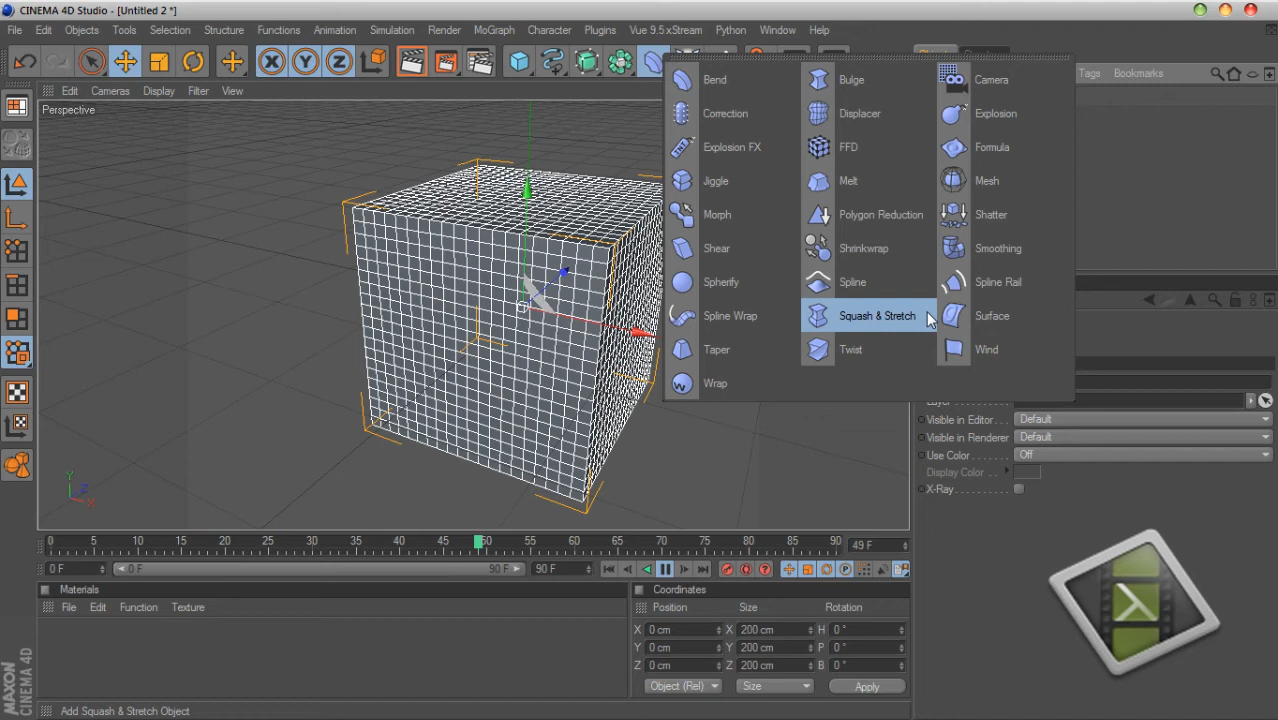 CINEMA 4D Studio - [Untitled 2 *]
File Edit Objects Tools Selection Structure Functions Animation Simulation Render MoGraph Character Plugins Vue 9.5 xStream Python Window Help
X Y Z
Tags Bookmarks
Edit Cameras Display Filter View
Perspective
Bend Bulge Camera
Correction Displacer Explosion
Explosion FX FFD Formula
Jiggle Melt Mesh
Morph Polygon Reduction Shatter
Shear Shrinkwrap Smoothing
Spherify Spline Spline Rail
Spline Wrap Squash & Stretch Surface
Taper Twist Wind
Wrap
Visible in Editor Default
Visible in Renderer Default
Use Color Off
Display Color
X-Ray
Y Z X
0 5 10 15 20 25 30 35 40 45 50 55 60 65 70 75 80 85 90 49 F
0 F 0 F 90 F 90 F
Materials
File Edit Function Texture
Coordinates
Position Size Rotation
X 0 cm X 200 cm H 0 °
Y 0 cm Y 200 cm P 0 °
Z 0 cm Z 200 cm B 0 °
Object (Rel) Size Apply
MAXON CINEMA 4D
Add Squash & Stretch Object